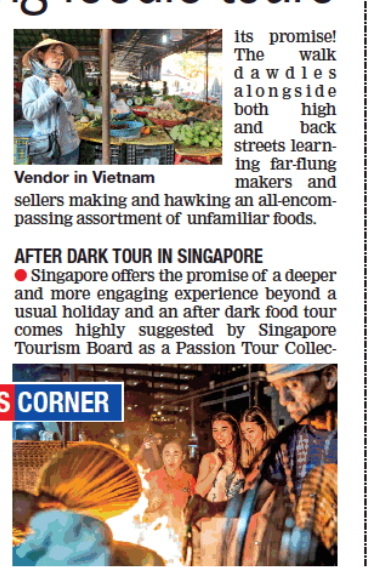 foodie tours
its promise!
The walk
dawdles
alongside
both high
and back
streets learn-
ing far-flung
makers and
Vendor in Vietnam
sellers making and hawking an all-encom-
passing assortment of unfamiliar foods.
AFTER DARK TOUR IN SINGAPORE
● Singapore offers the promise of a deeper
and more engaging experience beyond a
usual holiday and an after dark food tour
comes highly suggested by Singapore
Tourism Board as a Passion Tour Collec-
S CORNER